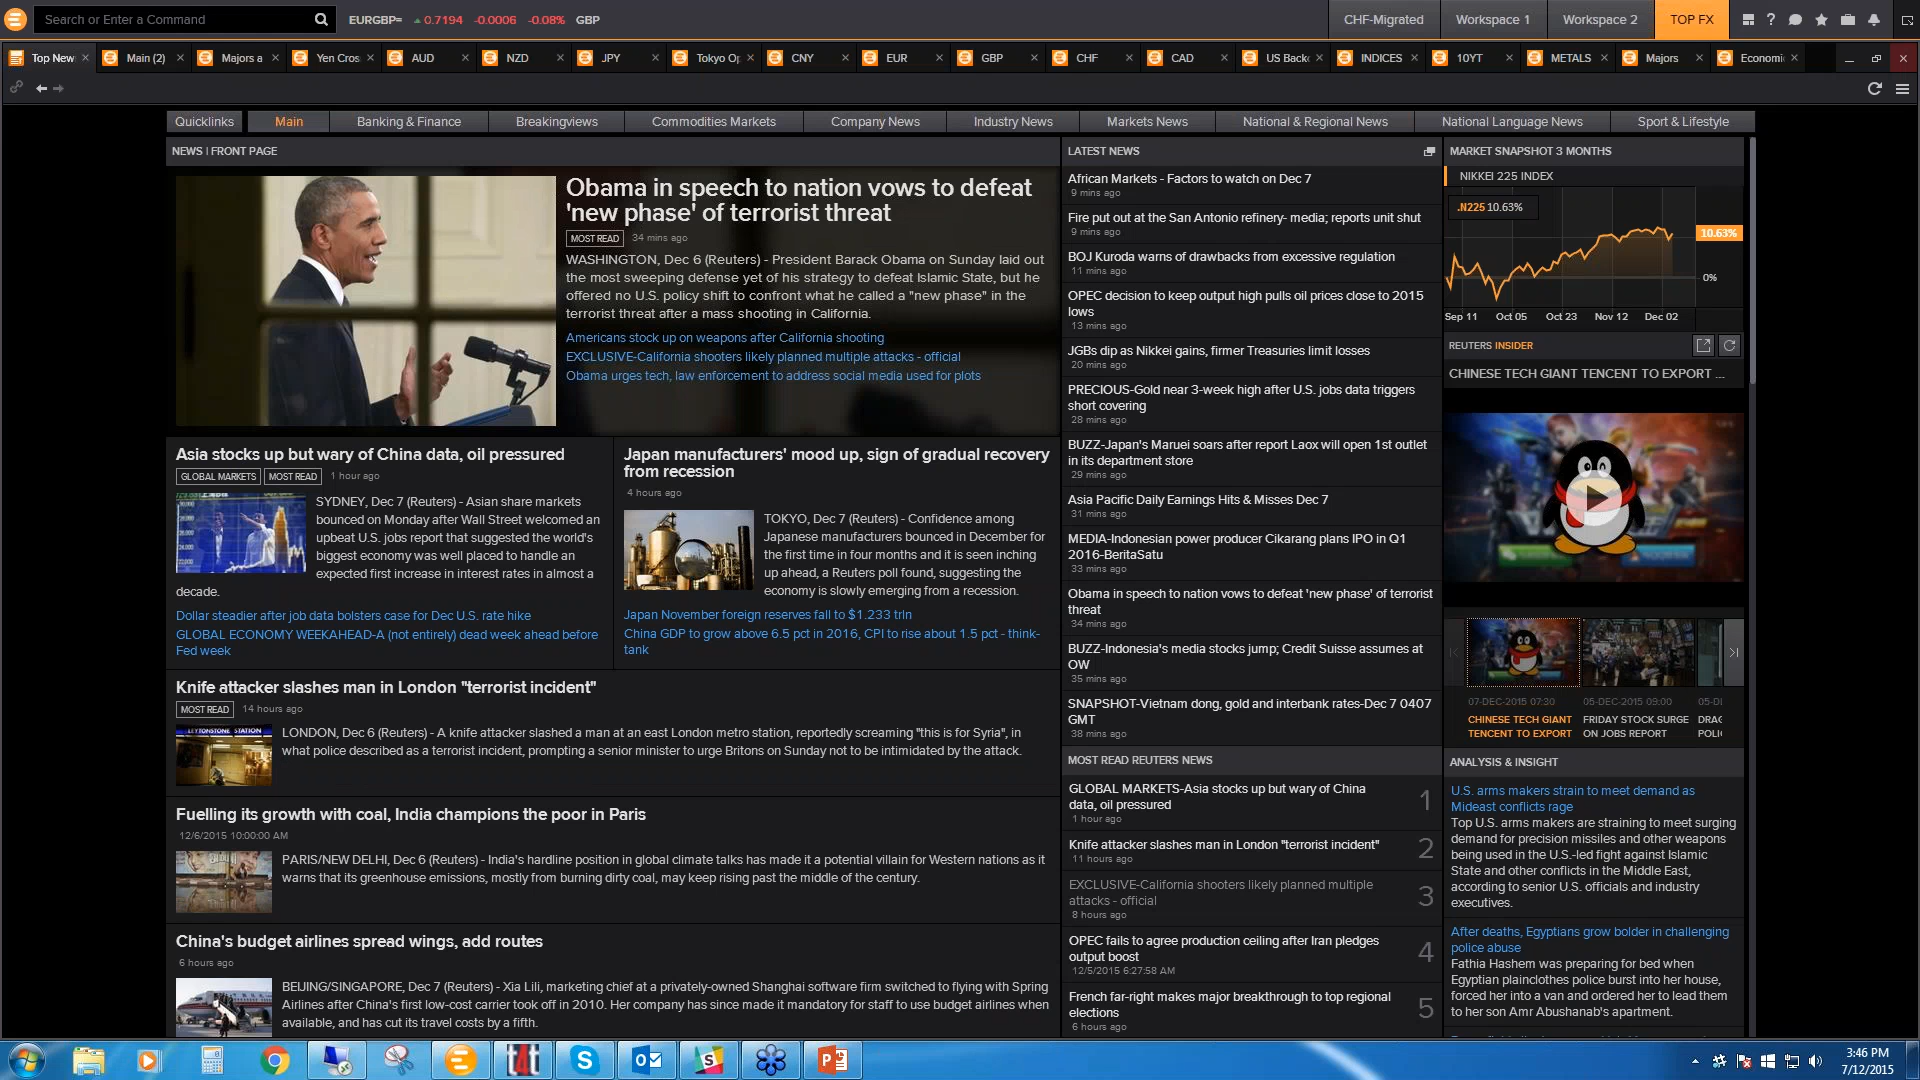 Search or Enter a Command
EURGBP= 0.7194 -0.0006 -0.08% GBP
CHF-Migrated
Workspace 1
Workspace 2
TOP FX
Top New
Main (2)
Majors a
Yen Cros
AUD
NZD
JPY
Tokyo Op
CNY
EUR
GBP
CHF
CAD
US Back
INDICES
10YT
METALS
Majors
Economi
Quicklinks
Main
Banking & Finance
Breakingviews
Commodities Markets
Company News
Industry News
Markets News
National & Regional News
National Language News
Sport & Lifestyle
NEWS | FRONT PAGE
Obama in speech to nation vows to defeat
'new phase' of terrorist threat
MOST READ 34 mins ago
WASHINGTON, Dec 6 (Reuters) - President Barack Obama on Sunday laid out
the most sweeping defense yet of his strategy to defeat Islamic State, but he
offered no U.S. policy shift to confront what he called a "new phase" in the
terrorist threat after a mass shooting in California.
Americans stock up on weapons after California shooting
EXCLUSIVE-California shooters likely planned multiple attacks - official
Obama urges tech, law enforcement to address social media used for plots
Asia stocks up but wary of China data, oil pressured
GLOBAL MARKETS MOST READ 1 hour ago
SYDNEY, Dec 7 (Reuters) - Asian share markets
bounced on Monday after Wall Street welcomed an
upbeat U.S. jobs report that suggested the world's
biggest economy was well placed to handle an
expected first increase in interest rates in almost a
decade.
Dollar steadier after job data bolsters case for Dec U.S. rate hike
GLOBAL ECONOMY WEEKAHEAD-A (not entirely) dead week ahead before
Fed week
Japan manufacturers' mood up, sign of gradual recovery
from recession
4 hours ago
TOKYO, Dec 7 (Reuters) - Confidence among
Japanese manufacturers bounced in December for
the first time in four months and it is seen inching
up ahead, a Reuters poll found, suggesting the
economy is slowly emerging from a recession.
Japan November foreign reserves fall to $1.233 trln
China GDP to grow above 6.5 pct in 2016, CPI to rise about 1.5 pct - think-
tank
Knife attacker slashes man in London "terrorist incident"
MOST READ 14 hours ago
LEYTONSTONE STATION
LONDON, Dec 6 (Reuters) - A knife attacker slashed a man at an east London metro station, reportedly screaming "this is for Syria", in
what police described as a terrorist incident, prompting a senior minister to urge Britons on Sunday not to be intimidated by the attack.
Fuelling its growth with coal, India champions the poor in Paris
12/6/2015 10:00:00 AM
PARIS/NEW DELHI, Dec 6 (Reuters) - India's hardline position in global climate talks has made it a potential villain for Western nations as it
warns that its greenhouse emissions, mostly from burning dirty coal, may keep rising past the middle of the century.
China's budget airlines spread wings, add routes
6 hours ago
BEIJING/SINGAPORE, Dec 7 (Reuters) - Xia Lili, marketing chief at a privately-owned Shanghai software firm switched to flying with Spring
Airlines after China's first low-cost carrier took off in 2010. Her company has since made it mandatory for staff to use budget airlines when
available, and has cut its travel costs by a fifth.
LATEST NEWS
African Markets - Factors to watch on Dec 7
9 mins ago
Fire put out at the San Antonio refinery- media; reports unit shut
9 mins ago
BOJ Kuroda warns of drawbacks from excessive regulation
11 mins ago
OPEC decision to keep output high pulls oil prices close to 2015
lows
13 mins ago
JGBs dip as Nikkei gains, firmer Treasuries limit losses
20 mins ago
PRECIOUS-Gold near 3-week high after U.S. jobs data triggers
short covering
28 mins ago
BUZZ-Japan's Maruei soars after report Laox will open 1st outlet
in its department store
29 mins ago
Asia Pacific Daily Earnings Hits & Misses Dec 7
31 mins ago
MEDIA-Indonesian power producer Cikarang plans IPO in Q1
2016-BeritaSatu
33 mins ago
Obama in speech to nation vows to defeat 'new phase' of terrorist
threat
34 mins ago
BUZZ-Indonesia's media stocks jump; Credit Suisse assumes at
OW
35 mins ago
SNAPSHOT-Vietnam dong, gold and interbank rates-Dec 7 0407
GMT
38 mins ago
MOST READ REUTERS NEWS
GLOBAL MARKETS-Asia stocks up but wary of China
data, oil pressured
1 hour ago
1
Knife attacker slashes man in London "terrorist incident"
11 hours ago
2
EXCLUSIVE-California shooters likely planned multiple
attacks - official
8 hours ago
3
OPEC fails to agree production ceiling after Iran pledges
output boost
12/5/2015 6:27:58 AM
4
French far-right makes major breakthrough to top regional
elections
6 hours ago
5
MARKET SNAPSHOT 3 MONTHS
NIKKEI 225 INDEX
.N225 10.63%
10.63%
0%
Sep 11 Oct 05 Oct 23 Nov 12 Dec 02
REUTERS INSIDER
CHINESE TECH GIANT TENCENT TO EXPORT ...
07-DEC-2015 07:30
CHINESE TECH GIANT
TENCENT TO EXPORT
05-DEC-2015 09:00
FRIDAY STOCK SURGE
ON JOBS REPORT
05-D
DRAG
POLI
ANALYSIS & INSIGHT
U.S. arms makers strain to meet demand as
Mideast conflicts rage
Top U.S. arms makers are straining to meet surging
demand for precision missiles and other weapons
being used in the U.S.-led fight against Islamic
State and other conflicts in the Middle East,
according to senior U.S. officials and industry
executives.
After deaths, Egyptians grow bolder in challenging
police abuse
Fathia Hashem was preparing for bed when
Egyptian plainclothes police burst into her house,
forced her into a van and ordered her to lead them
to her son Amr Abushanab's apartment.
t4t
3:46 PM
7/12/2015